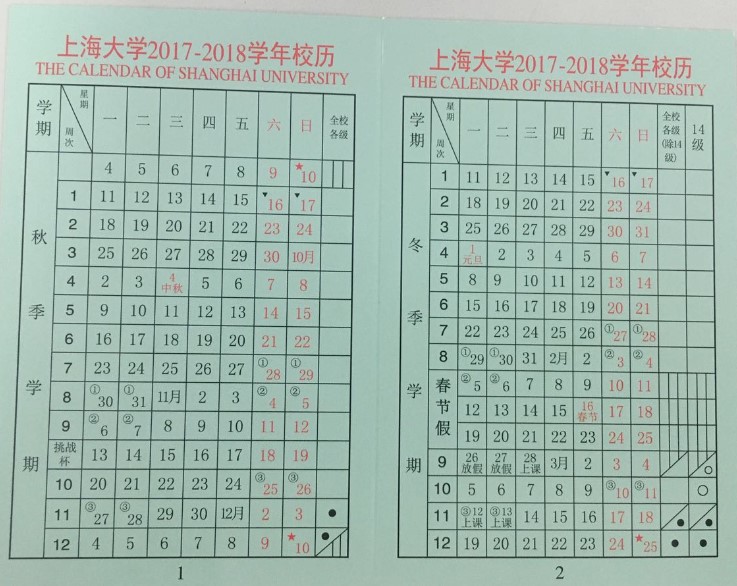 上海大学2017-2018学年校历
THE CALENDAR OF SHANGHAI UNIVERSITY
学期 星期 周次 一 二 三 四 五 六 日 全校各级
秋季学期
4 5 6 7 8 9 ★10
1 11 12 13 14 15 ▼16 ▼17
2 18 19 20 21 22 23 24
3 25 26 27 28 29 30 10月
4 2 3 4中秋 5 6 7 8
5 9 10 11 12 13 14 15
6 16 17 18 19 20 21 22
7 23 24 25 26 27 ①28 ①29
8 ①30 ①31 11月 2 3 ②4 ②5
9 ②6 ②7 8 9 10 11 12
挑战杯 13 14 15 16 17 18 19
10 20 21 22 23 24 ③25 ③26
11 ③27 ③28 29 30 12月 2 3 ●
12 4 5 6 7 8 9 ★10 ●
1
上海大学2017-2018学年校历
THE CALENDAR OF SHANGHAI UNIVERSITY
学期 星期 周次 一 二 三 四 五 六 日 全校各级(除14级) 14级
冬季学期
1 11 12 13 14 15 ▼16 ▼17
2 18 19 20 21 22 23 24
3 25 26 27 28 29 30 31
4 1元旦 2 3 4 5 6 7
5 8 9 10 11 12 13 14
6 15 16 17 18 19 20 21
7 22 23 24 25 26 ①27 ①28
8 ①29 ①30 31 2月 2 ②3 ②4
春节假 ②5 ②6 7 8 9 10 11
12 13 14 15 16春节 17 18
19 20 21 22 23 24 25
9 26放假 27放假 28上课 3月 2 3 4 ○
10 5 6 7 8 9 ③10 ③11 ○
11 ③12上课 ③13上课 14 15 16 17 18 ● ●
12 19 20 21 22 23 24 ★25 ● ●
2